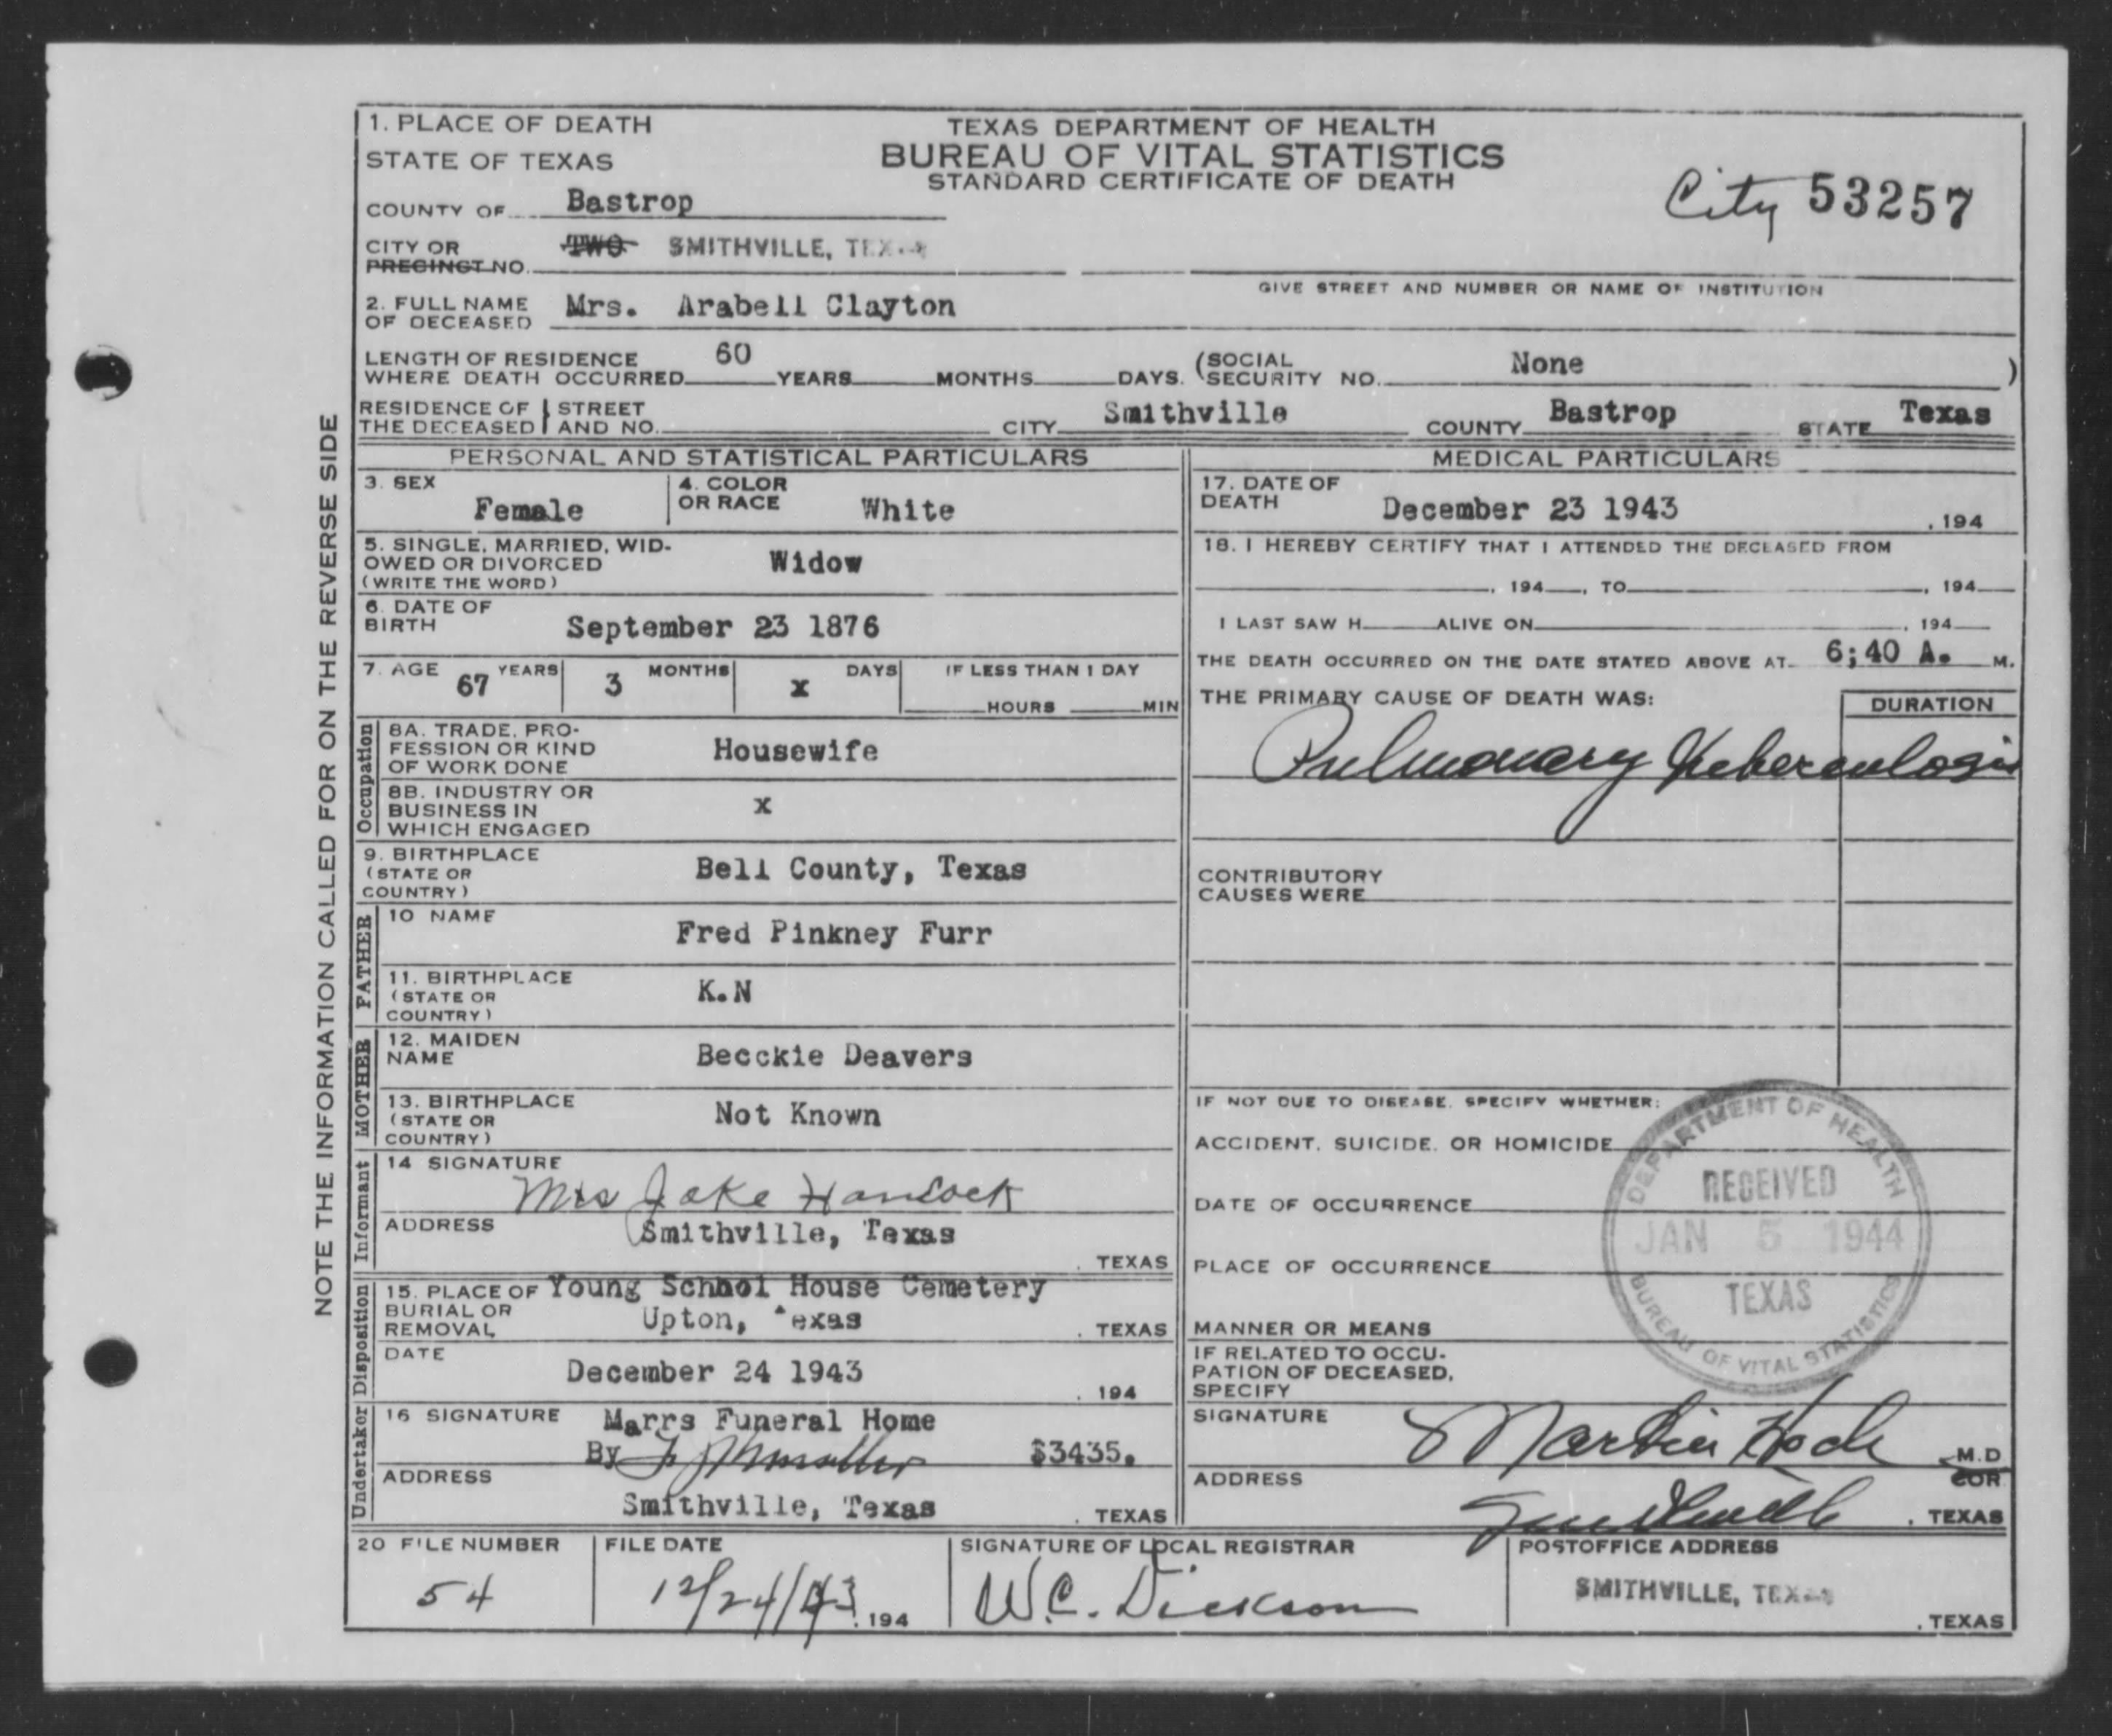 NOTE THE INFORMATION CALLED FOR ON THE REVERSE SIDE
1. PLACE OF DEATH
STATE OF TEXAS
TEXAS DEPARTMENT OF HEALTH
BUREAU OF VITAL STATISTICS
STANDARD CERTIFICATE OF DEATH
City 53257
COUNTY OF Bastrop
CITY OR PRECINCT NO. TWO SMITHVILLE, TEX
GIVE STREET AND NUMBER OR NAME OF INSTITUTION
2. FULL NAME OF DECEASED Mrs. Arabell Clayton
LENGTH OF RESIDENCE WHERE DEATH OCCURRED 60 YEARS MONTHS DAYS. (SOCIAL SECURITY NO. None )
RESIDENCE OF THE DECEASED STREET AND NO. CITY Smithville COUNTY Bastrop STATE Texas
PERSONAL AND STATISTICAL PARTICULARS
3. SEX Female
4. COLOR OR RACE White
5. SINGLE, MARRIED, WID-
OWED OR DIVORCED Widow
(WRITE THE WORD)
6. DATE OF BIRTH September 23 1876
7. AGE 67 YEARS 3 MONTHS x DAYS IF LESS THAN 1 DAY
HOURS MIN
Occupation
8A. TRADE, PRO-
FESSION OR KIND Housewife
OF WORK DONE
8B. INDUSTRY OR
BUSINESS IN x
WHICH ENGAGED
9. BIRTHPLACE
(STATE OR Bell County, Texas
COUNTRY)
FATHER
10 NAME Fred Pinkney Furr
11. BIRTHPLACE
(STATE OR K.N
COUNTRY)
MOTHER
12. MAIDEN NAME Becckie Deavers
13. BIRTHPLACE
(STATE OR Not Known
COUNTRY)
Informant
14 SIGNATURE Mrs Jake Hancock
ADDRESS Smithville, Texas
. TEXAS
Disposition
15. PLACE OF Young School House Cemetery
BURIAL OR Upton, Texas
REMOVAL . TEXAS
DATE December 24 1943
. 194
Undertaker
16 SIGNATURE Marrs Funeral Home
By $3435.
ADDRESS
Smithville, Texas . TEXAS
MEDICAL PARTICULARS
17. DATE OF DEATH December 23 1943 , 194
18. I HEREBY CERTIFY THAT I ATTENDED THE DECEASED FROM
, 194 , TO , 194
I LAST SAW H ALIVE ON , 194
THE DEATH OCCURRED ON THE DATE STATED ABOVE AT 6;40 A. M.
THE PRIMARY CAUSE OF DEATH WAS: DURATION
Pulmonary Tuberculosis
CONTRIBUTORY
CAUSES WERE
IF NOT DUE TO DISEASE, SPECIFY WHETHER:
ACCIDENT, SUICIDE, OR HOMICIDE
DATE OF OCCURRENCE
PLACE OF OCCURRENCE
MANNER OR MEANS
IF RELATED TO OCCU-
PATION OF DECEASED,
SPECIFY
DEPARTMENT OF HEALTH
RECEIVED
JAN 5 1944
TEXAS
BUREAU OF VITAL STATISTICS
SIGNATURE Martin Hoch M.D
COR
ADDRESS Smithville . TEXAS
20 FILE NUMBER FILE DATE SIGNATURE OF LOCAL REGISTRAR POSTOFFICE ADDRESS
54 12/24/43 , 194 W.C. Dickson SMITHVILLE, TEX
, TEXAS